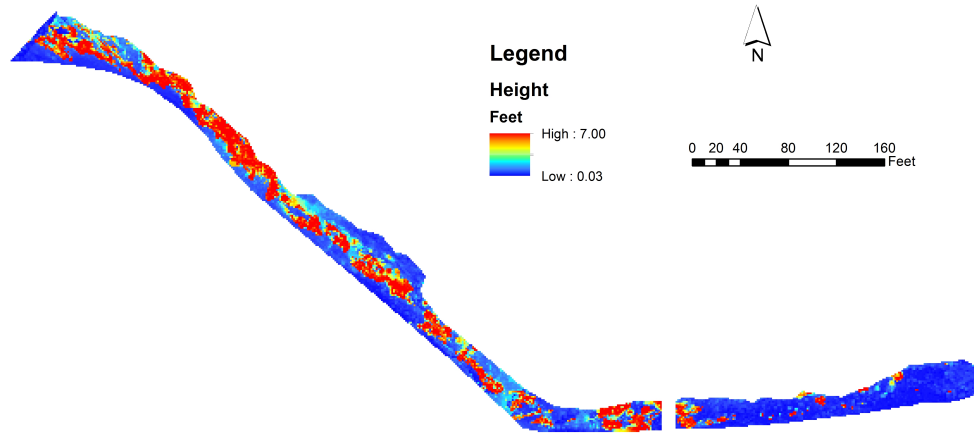 N
Legend
Height
Feet
High : 7.00
Low : 0.03
0 20 40 80 120 160
Feet